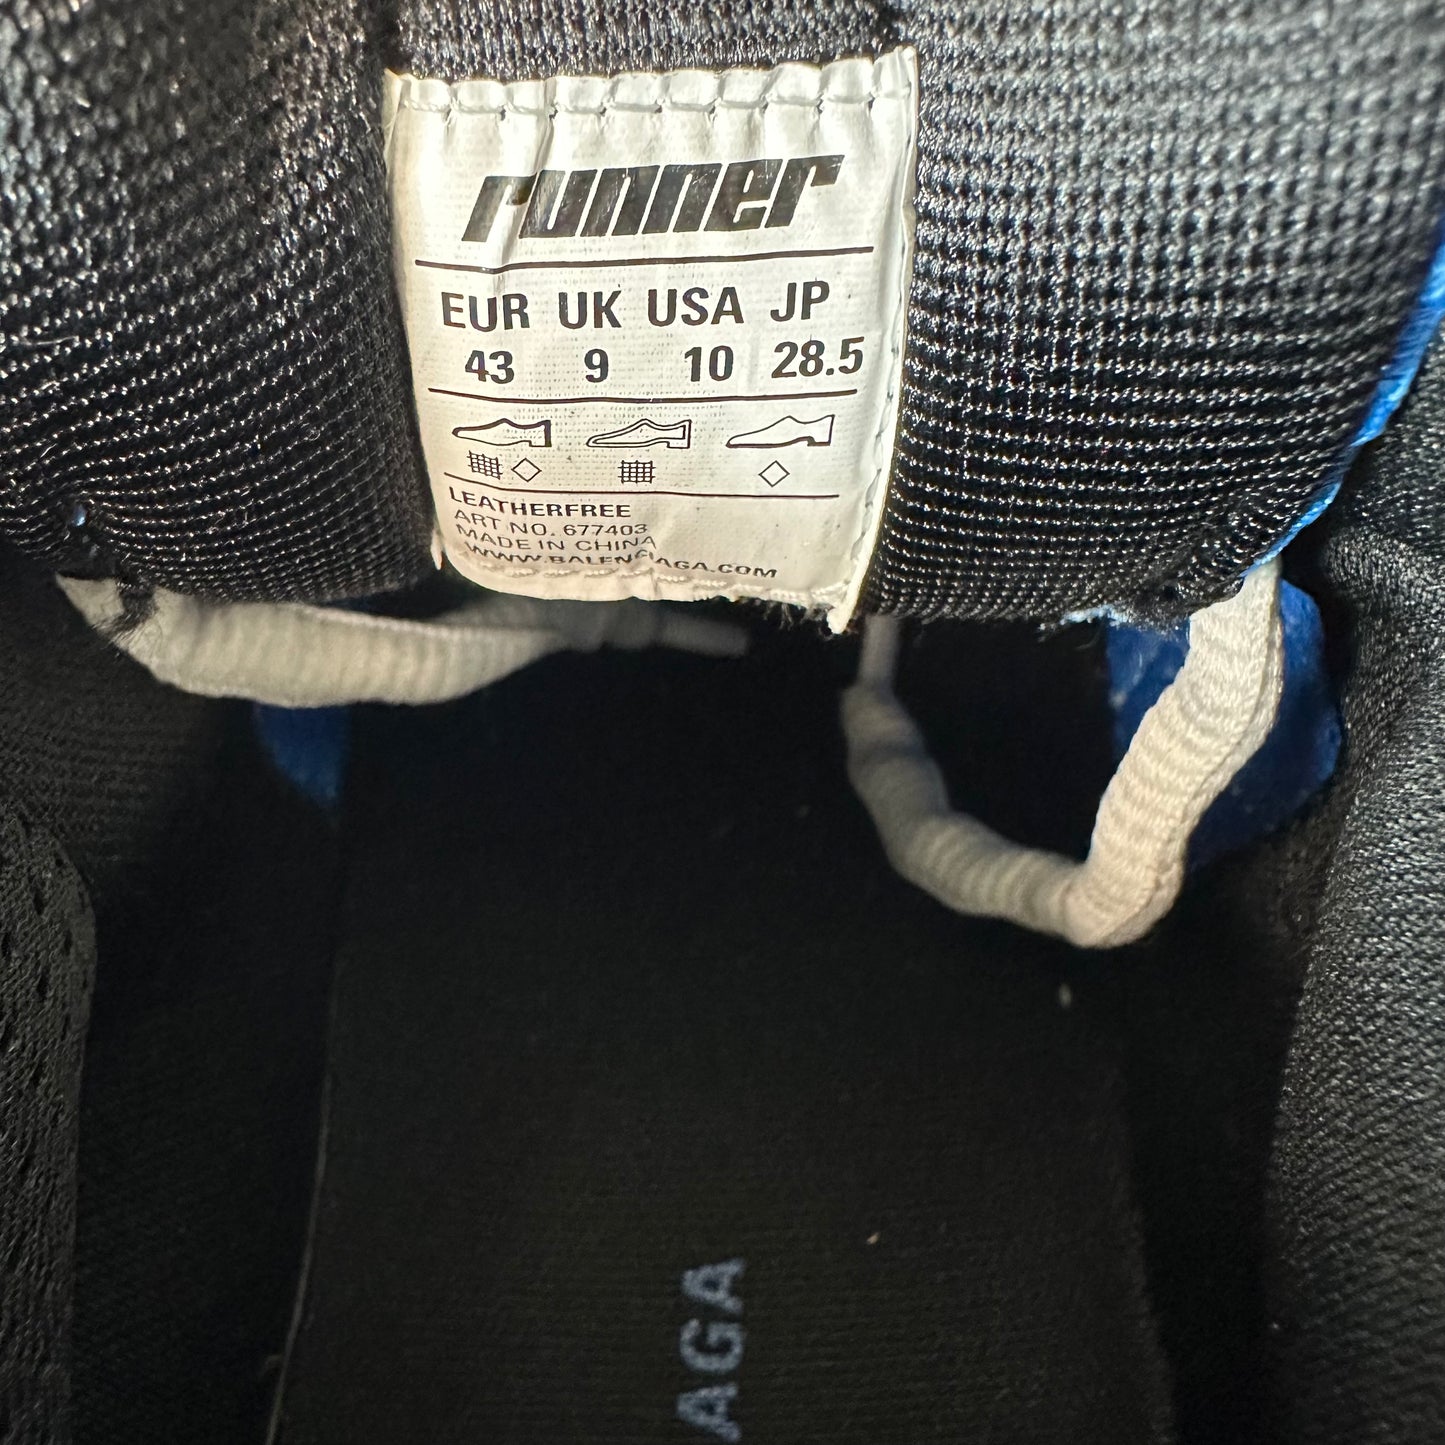 runner
EUR UK USA JP
43 9 10 28.5
LEATHERFREE
ART NO. 677403
MADE IN CHINA
WWW.BALENCIAGA.COM
AGA